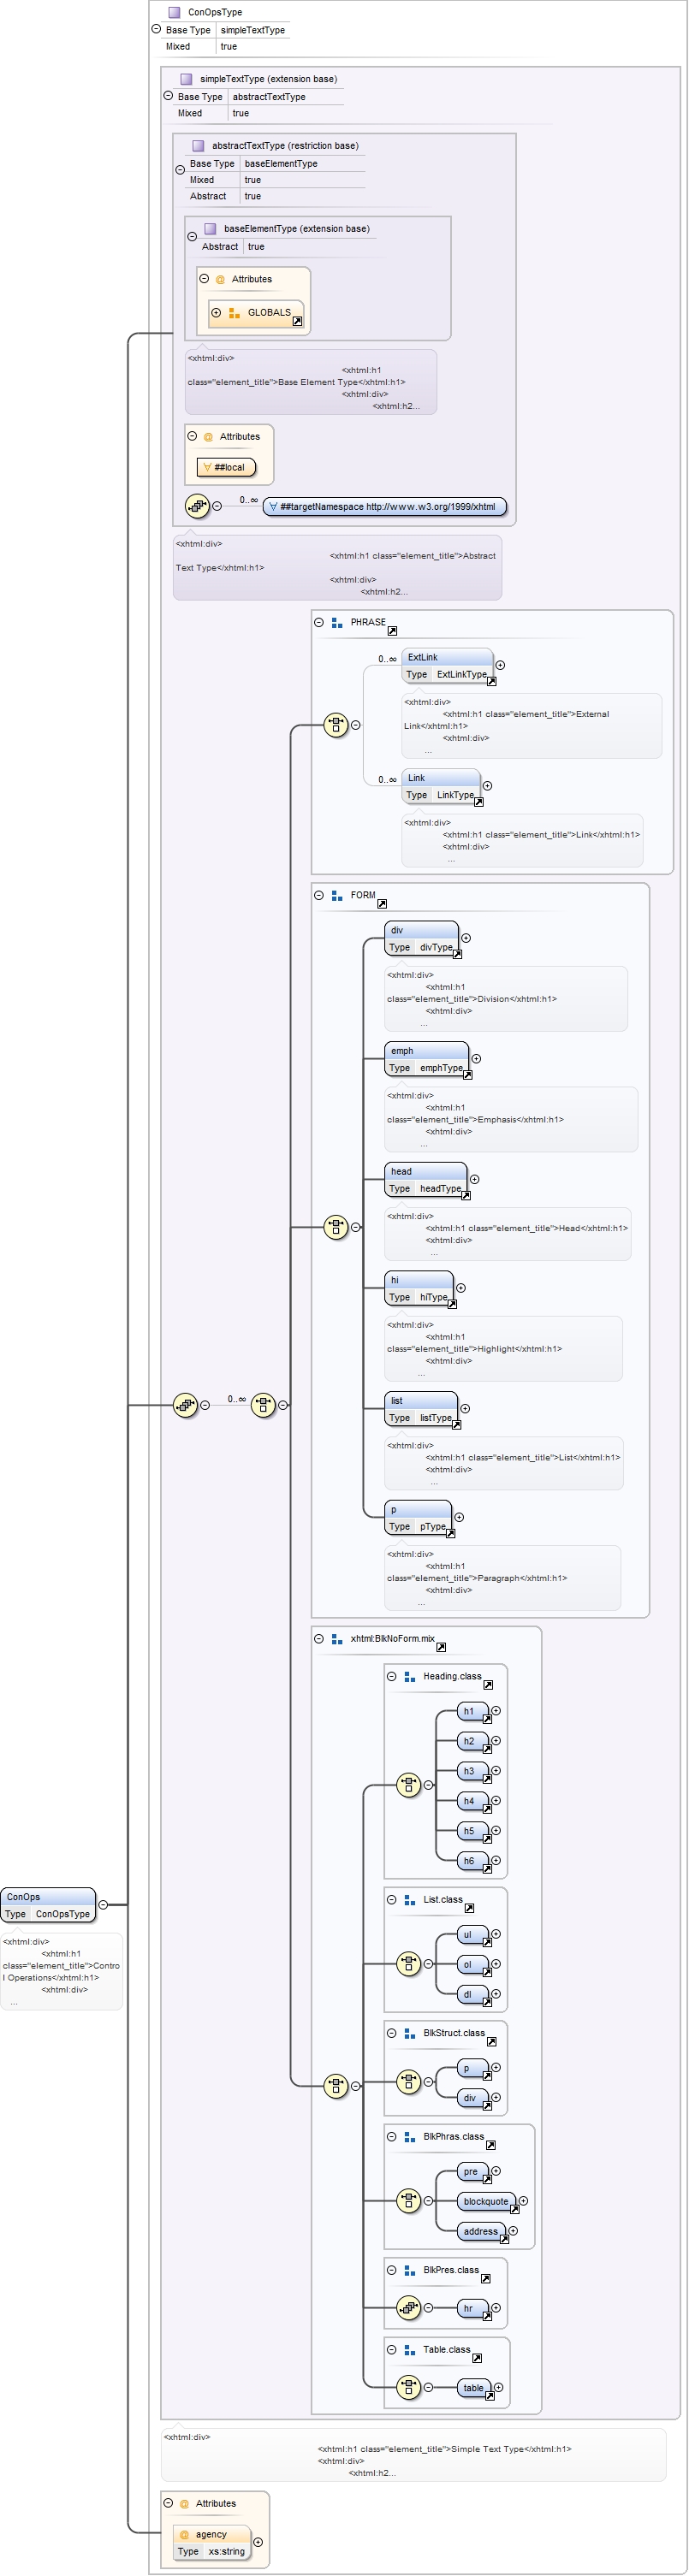 ConOpsType
Base Type simpleTextType
Mixed true
simpleTextType (extension base)
Base Type abstractTextType
Mixed true
abstractTextType (restriction base)
Base Type baseElementType
Mixed true
Abstract true
baseElementType (extension base)
Abstract true
@ Attributes
GLOBALS
<xhtml:div>
<xhtml:h1
class="element_title">Base Element Type</xhtml:h1>
<xhtml:div>
<xhtml:h2...
@ Attributes
∀ ##local
0..∞ ∀ ##targetNamespace http://www.w3.org/1999/xhtml
<xhtml:div>
<xhtml:h1 class="element_title">Abstract
Text Type</xhtml:h1>
<xhtml:div>
<xhtml:h2...
PHRASE
0..∞ ExtLink
Type ExtLinkType
<xhtml:div>
<xhtml:h1 class="element_title">External
Link</xhtml:h1>
<xhtml:div>
...
0..∞ Link
Type LinkType
<xhtml:div>
<xhtml:h1 class="element_title">Link</xhtml:h1>
<xhtml:div>
...
FORM
div
Type divType
<xhtml:div>
<xhtml:h1
class="element_title">Division</xhtml:h1>
<xhtml:div>
...
emph
Type emphType
<xhtml:div>
<xhtml:h1
class="element_title">Emphasis</xhtml:h1>
<xhtml:div>
...
head
Type headType
<xhtml:div>
<xhtml:h1 class="element_title">Head</xhtml:h1>
<xhtml:div>
...
hi
Type hiType
<xhtml:div>
<xhtml:h1
class="element_title">Highlight</xhtml:h1>
<xhtml:div>
...
0..∞
list
Type listType
<xhtml:div>
<xhtml:h1 class="element_title">List</xhtml:h1>
<xhtml:div>
...
p
Type pType
<xhtml:div>
<xhtml:h1
class="element_title">Paragraph</xhtml:h1>
<xhtml:div>
...
xhtml:BlkNoForm.mix
Heading.class
h1
h2
h3
h4
h5
h6
ConOps
Type ConOpsType
<xhtml:div>
<xhtml:h1
class="element_title">Contro
l Operations</xhtml:h1>
<xhtml:div>
...
List.class
ul
ol
dl
BlkStruct.class
p
div
BlkPhras.class
pre
blockquote
address
BlkPres.class
hr
Table.class
table
<xhtml:div>
<xhtml:h1 class="element_title">Simple Text Type</xhtml:h1>
<xhtml:div>
<xhtml:h2...
@ Attributes
@ agency
Type xs:string